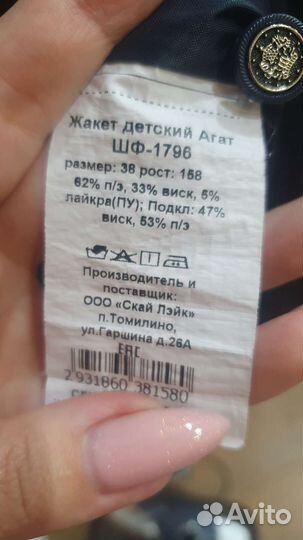 Жакет детский Агат
ШФ-1796
размер: 38 рост: 158
62% п/э, 33% виск, 5%
лайкра(ПУ); Подкл: 47%
виск, 53% п/э
Производитель и
поставщик:
ООО «Скай Лэйк»
п.Томилино,
ул.Гаршина д.26А
ЕАС
2 931860 381580
Avito